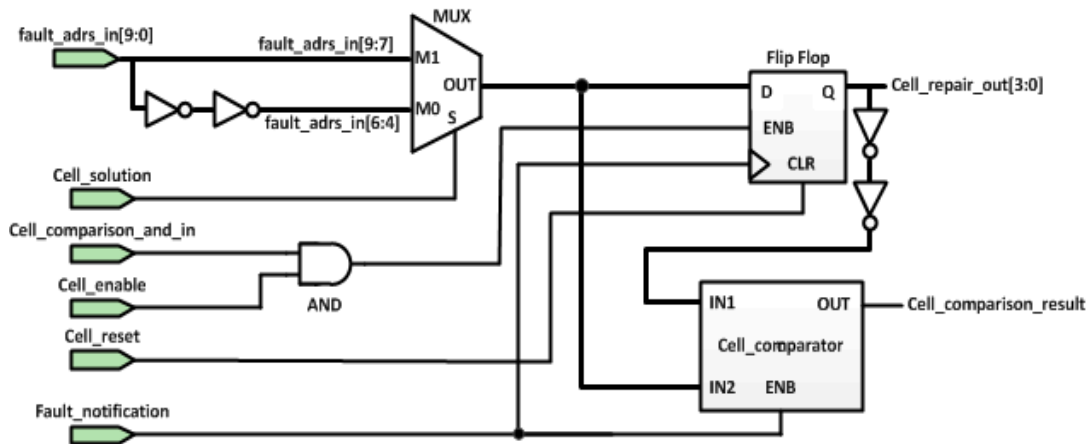 MUX
fault_adrs_in[9:0]
fault_adrs_in[9:7]
M1
OUT
M0
S
fault_adrs_in[6:4]
Flip Flop
D Q
Cell_repair_out[3:0]
ENB
CLR
Cell_solution
Cell_comparison_and_in
Cell_enable
AND
Cell_reset
IN1 OUT
Cell_comparison_result
Cell_comparator
IN2 ENB
Fault_notification